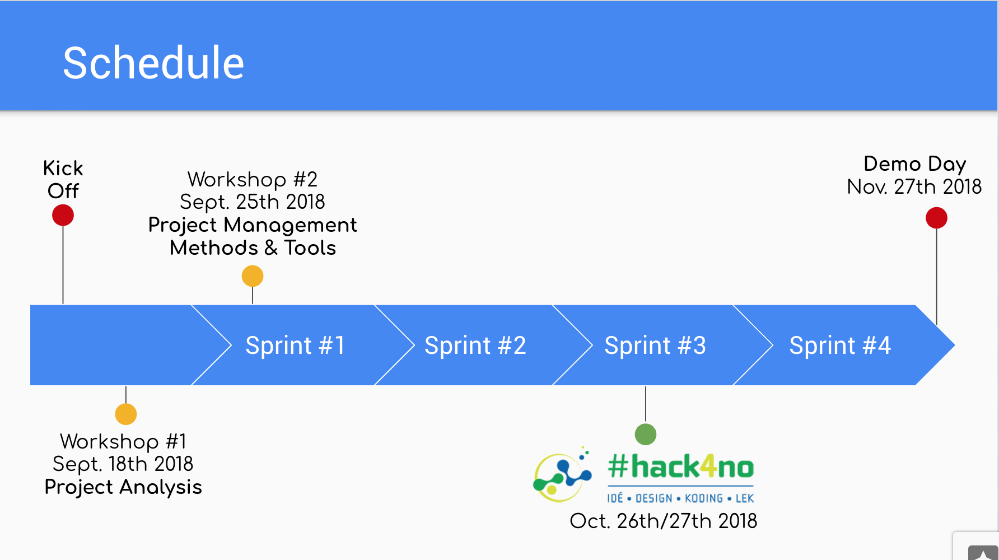 Schedule
Kick
Off
Workshop #2
Sept. 25th 2018
Project Management
Methods & Tools
Demo Day
Nov. 27th 2018
Sprint #1
Sprint #2
Sprint #3
Sprint #4
Workshop #1
Sept. 18th 2018
Project Analysis
#hack4no
IDÉ • DESIGN • KODING • LEK
Oct. 26th/27th 2018